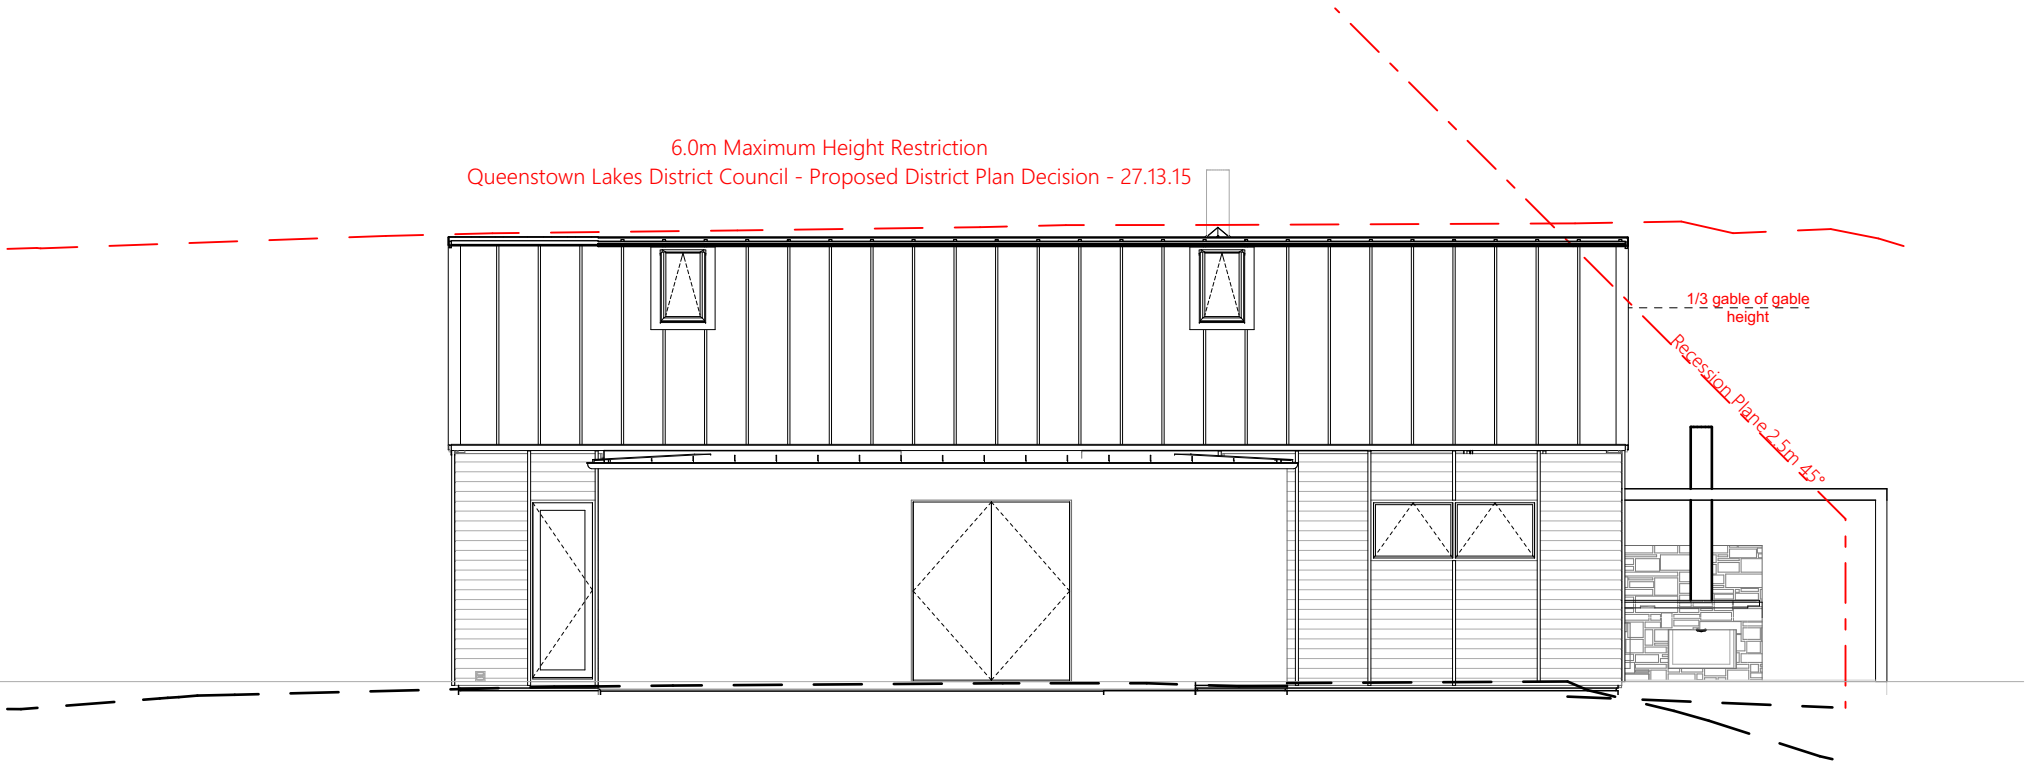 6.0m Maximum Height Restriction
Queenstown Lakes District Council - Proposed District Plan Decision - 27.13.15
1/3 gable of gable
height
Recession Plane 2.5m 45°